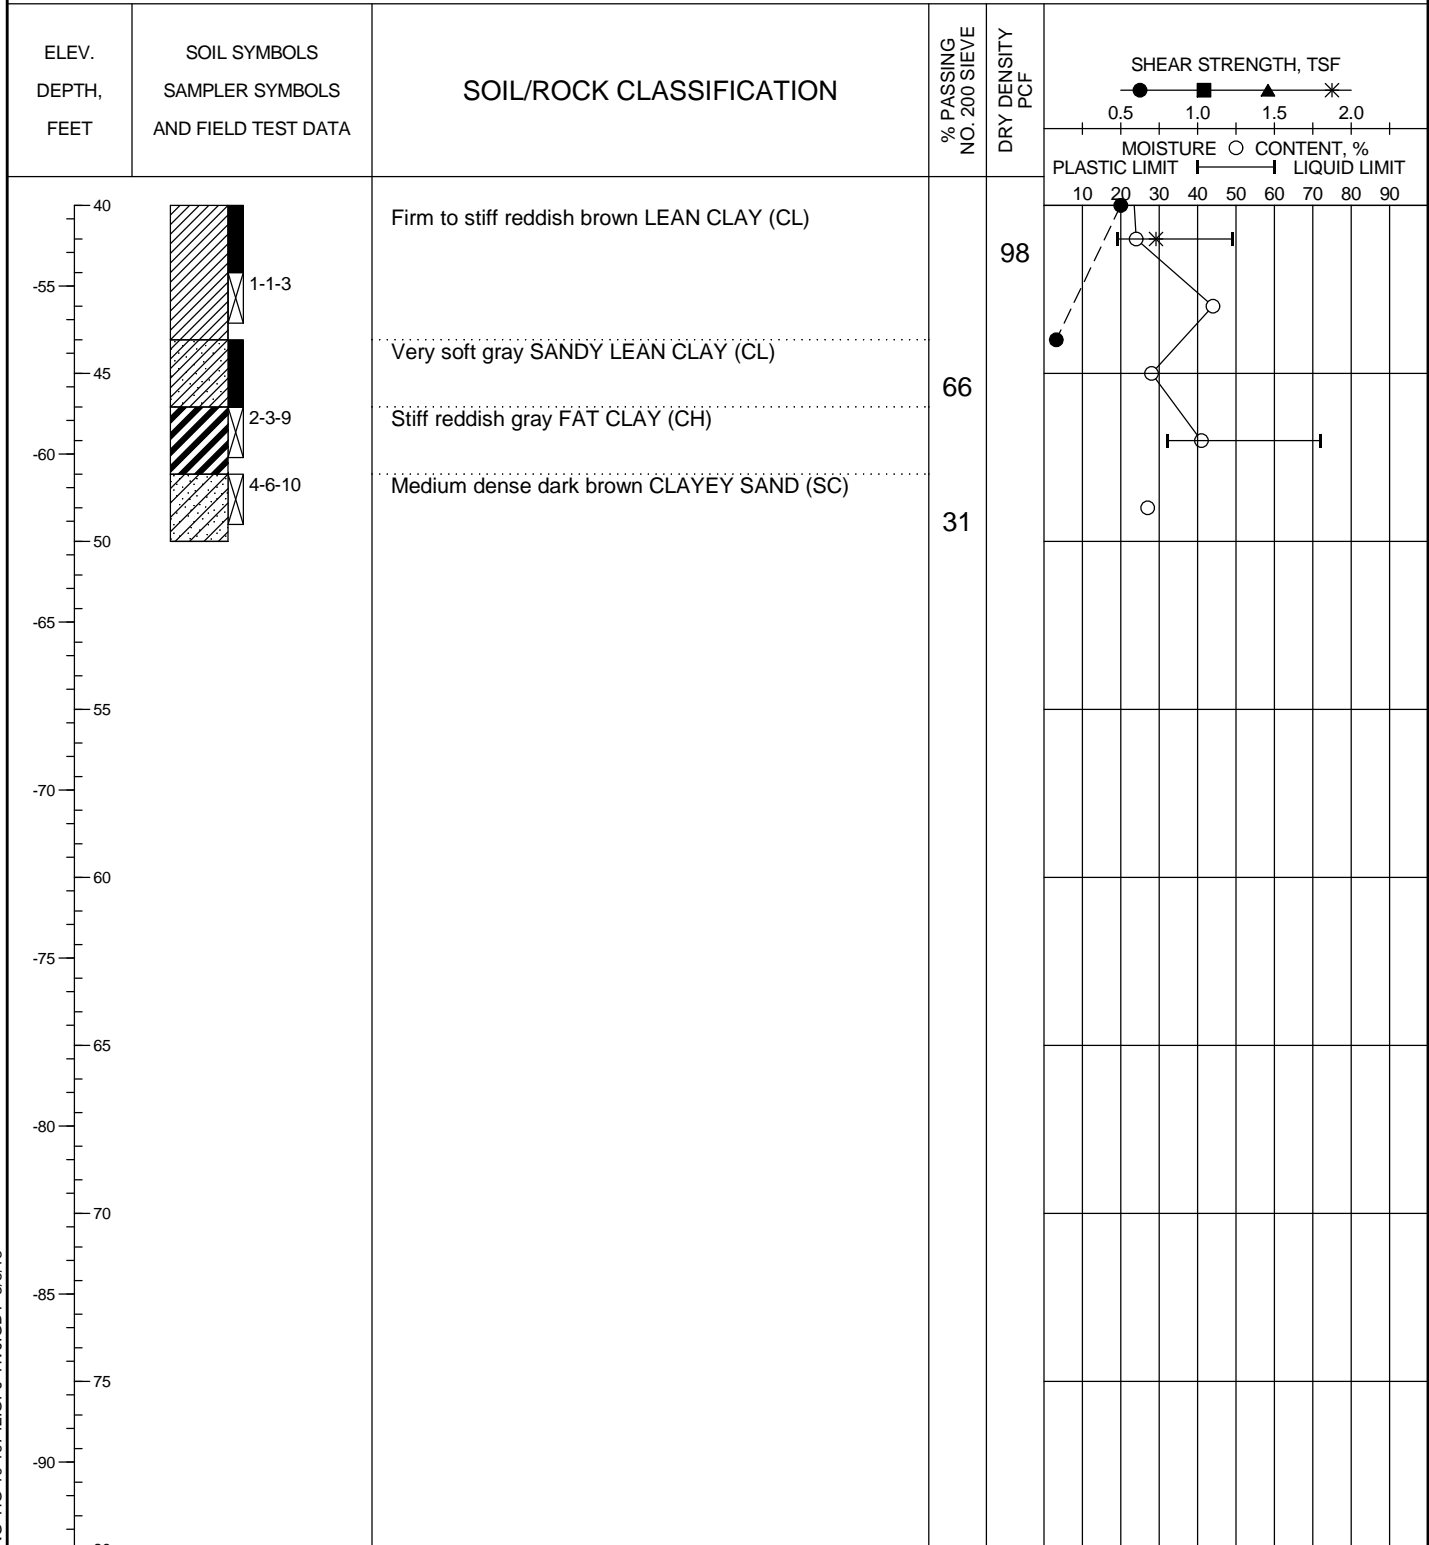 ELEV.
DEPTH,
FEET
SOIL SYMBOLS
SAMPLER SYMBOLS
AND FIELD TEST DATA
SOIL/ROCK CLASSIFICATION
% PASSING
NO. 200 SIEVE
DRY DENSITY
PCF
SHEAR STRENGTH, TSF
0.5 1.0 1.5 2.0
MOISTURE CONTENT, %
PLASTIC LIMIT LIQUID LIMIT
10 20 30 40 50 60 70 80 90
40
Firm to stiff reddish brown LEAN CLAY (CL)
98
-55
1-1-3
Very soft gray SANDY LEAN CLAY (CL)
45
66
2-3-9
Stiff reddish gray FAT CLAY (CH)
-60
4-6-10
Medium dense dark brown CLAYEY SAND (SC)
31
50
-65
55
-70
60
-75
65
-80
70
-85
75
-90